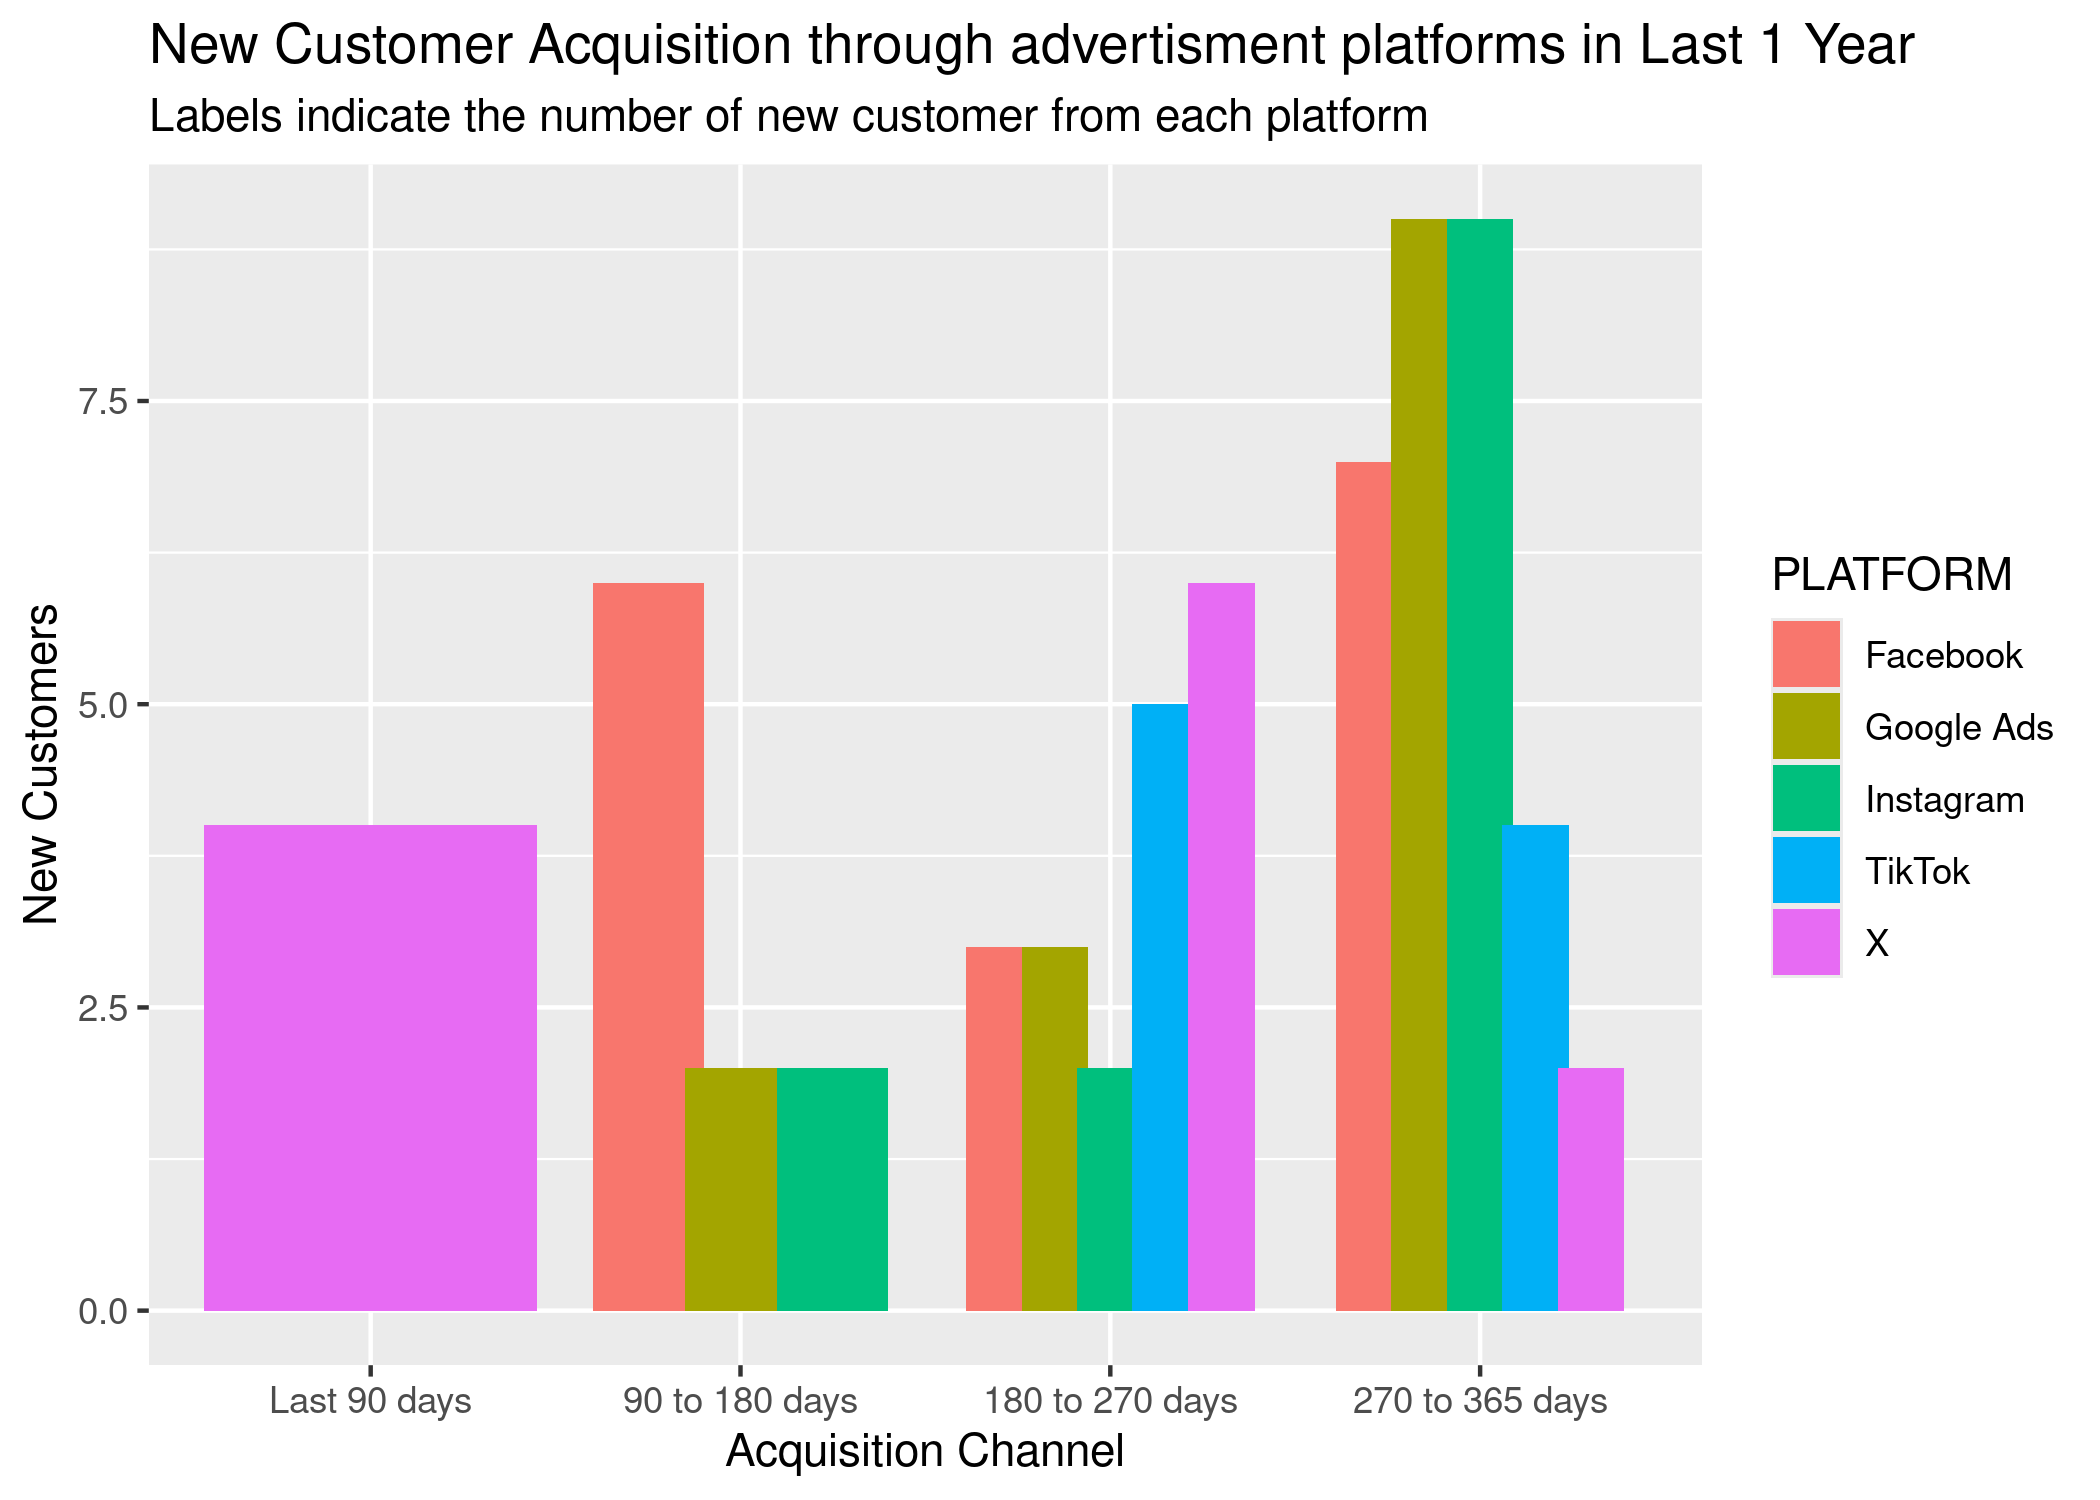 New Customer Acquisition through advertisment platforms in Last 1 Year
Labels indicate the number of new customer from each platform
New Customers
7.5
5.0
2.5
0.0
Last 90 days
90 to 180 days
180 to 270 days
270 to 365 days
Acquisition Channel
PLATFORM
Facebook
Google Ads
Instagram
TikTok
X